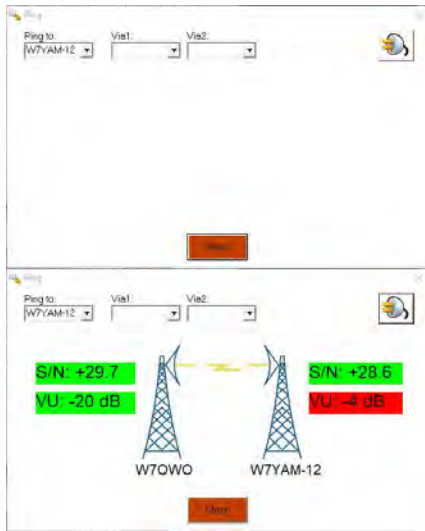 Ping
Ping to: Via1: Via2:
W7YAM-12
Ping
Ping to: Via1: Via2:
W7YAM-12
S/N: +29.7 S/N: +28.6
VU: -20 dB VU: -4 dB
W7OWO W7YAM-12